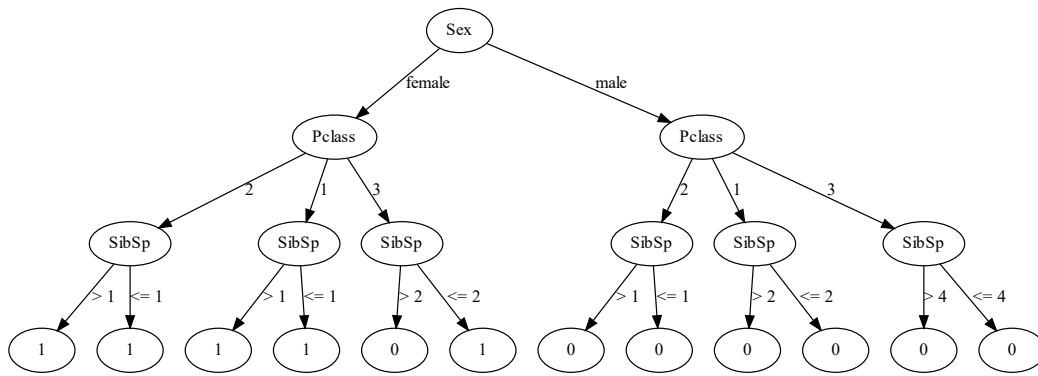 Sex
female male
Pclass Pclass
2 1 3 2 1 3
SibSp SibSp SibSp SibSp SibSp SibSp
> 1 <= 1 > 1 <= 1 > 2 <= 2 > 1 <= 1 > 2 <= 2 > 4 <= 4
1 1 1 1 0 1 0 0 0 0 0 0